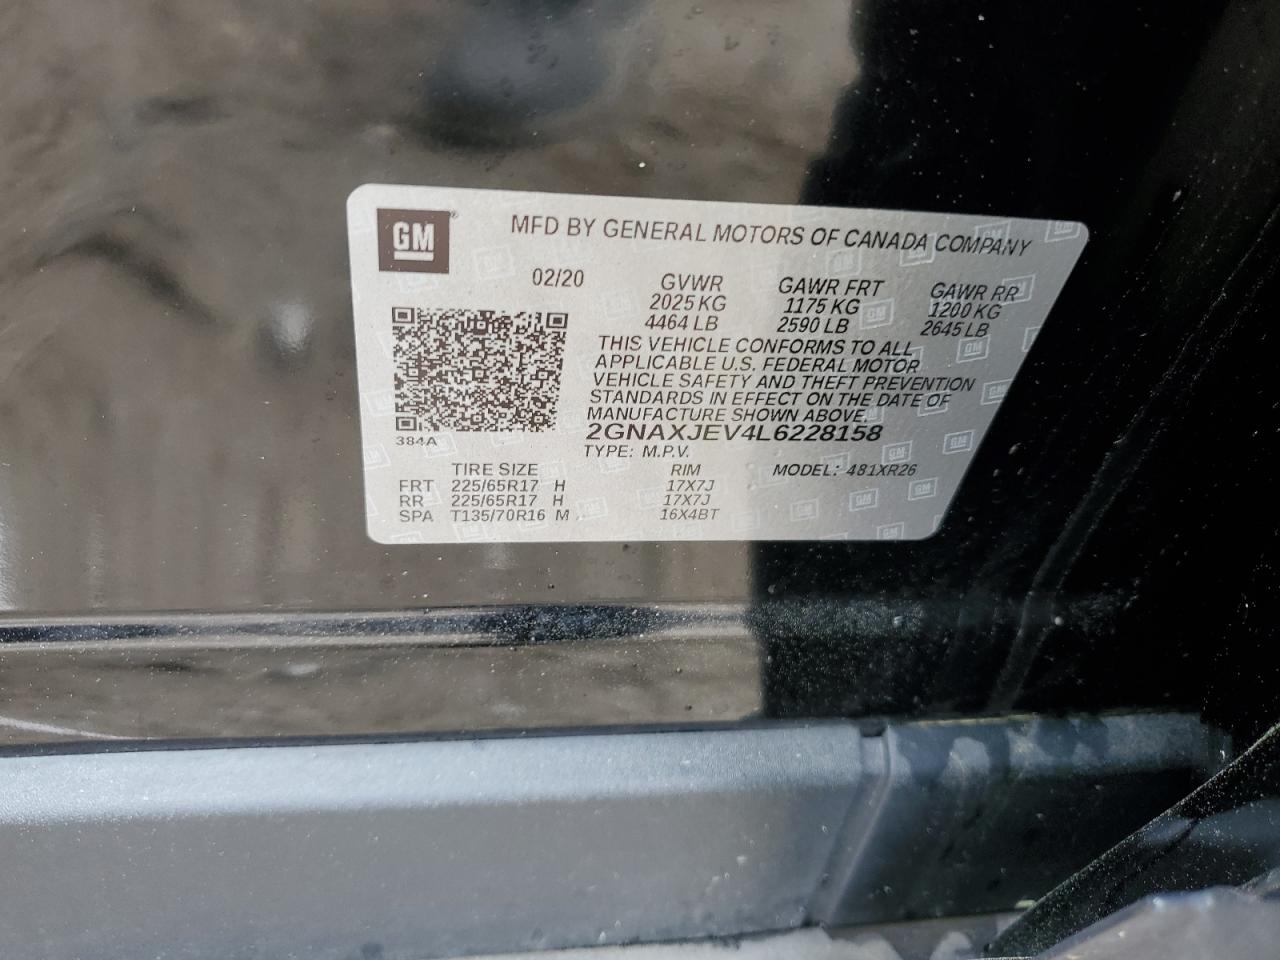 GM
MFD BY GENERAL MOTORS OF CANADA COMPANY
02/20 GVWR GAWR FRT GAWR RR
2025 KG 1175 KG 1200 KG
4464 LB 2590 LB 2645 LB
THIS VEHICLE CONFORMS TO ALL
APPLICABLE U.S. FEDERAL MOTOR
VEHICLE SAFETY AND THEFT PREVENTION
STANDARDS IN EFFECT ON THE DATE OF
MANUFACTURE SHOWN ABOVE.
2GNAXJEV4L6228158
384A
TYPE: M.P.V.
TIRE SIZE RIM MODEL: 481XR26
FRT 225/65R17 H 17X7J
RR 225/65R17 H 17X7J
SPA T135/70R16 M 16X4BT